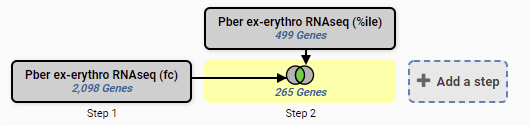 Pber ex-erythro RNAseq (%ile)
499 Genes
Pber ex-erythro RNAseq (fc)
2,098 Genes
265 Genes
Add a step
Step 1
Step 2